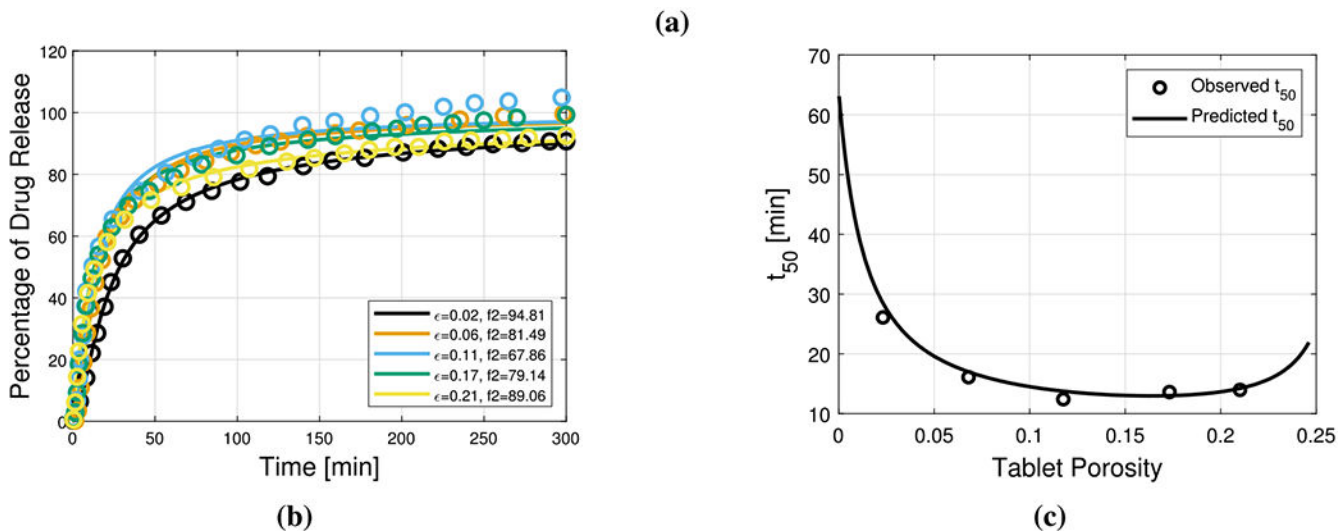 (a)
120
100
80
60
40
20
0
Percentage of Drug Release
0 50 100 150 200 250 300
Time [min]
ϵ=0.02, f2=94.81
ϵ=0.06, f2=81.49
ϵ=0.11, f2=67.86
ϵ=0.17, f2=79.14
ϵ=0.21, f2=89.06
(b)
70
60
50
40
30
20
10
t50 [min]
0 0.05 0.1 0.15 0.2 0.25
Tablet Porosity
Observed t50
Predicted t50
(c)